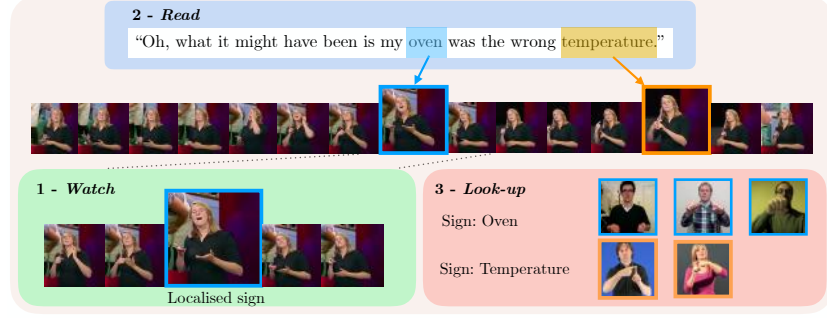 2 - Read
“Oh, what it might have been is my oven was the wrong temperature.”
1 - Watch
Localised sign
3 - Look-up
Sign: Oven
Sign: Temperature